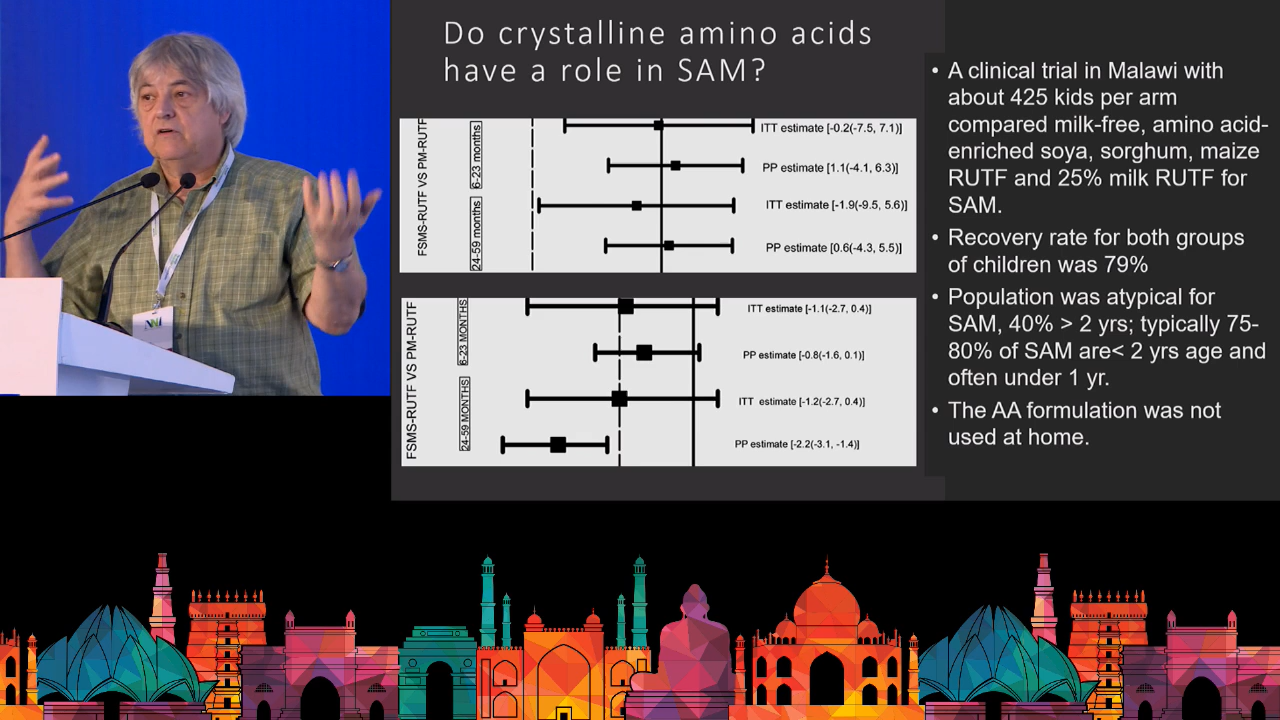 Do crystalline amino acids
have a role in SAM?
FSMS-RUTF VS PM-RUTF
6-23 months
24-59 months
ITT estimate [-0.2(-7.5, 7.1)]
PP estimate [1.1(-4.1, 6.3)]
ITT estimate [-1.9(-9.5, 5.6)]
PP estimate [0.6(-4.3, 5.5)]
FSMS-RUTF VS PM-RUTF
6-23 MONTHS
24-59 MONTHS
ITT estimate [-1.1(-2.7, 0.4)]
PP estimate [-0.8(-1.6, 0.1)]
ITT estimate [-1.2(-2.7, 0.4)]
PP estimate [-2.2(-3.1, -1.4)]
• A clinical trial in Malawi with
about 425 kids per arm
compared milk-free, amino acid-
enriched soya, sorghum, maize
RUTF and 25% milk RUTF for
SAM.
• Recovery rate for both groups
of children was 79%
• Population was atypical for
SAM, 40% > 2 yrs; typically 75-
80% of SAM are< 2 yrs age and
often under 1 yr.
• The AA formulation was not
used at home.